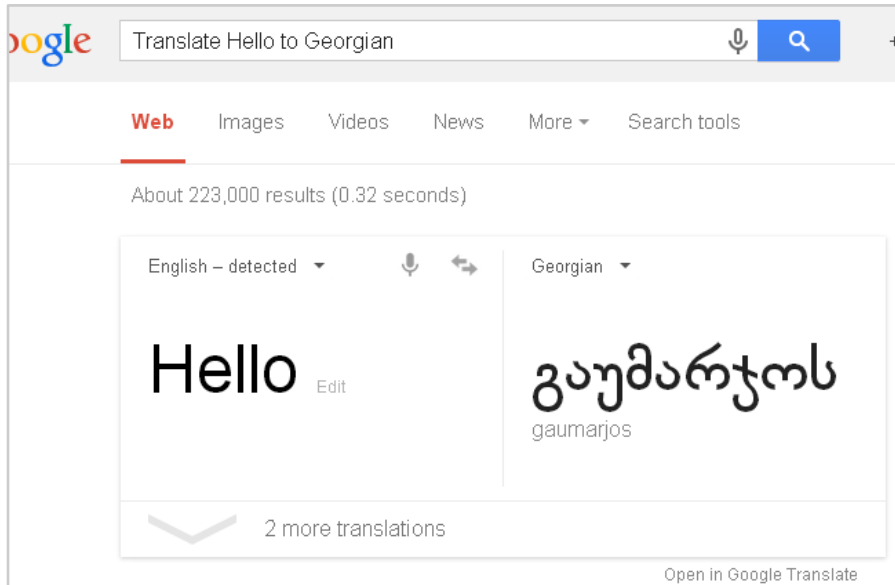 oogle Translate Hello to Georgian
Web Images Videos News More Search tools
About 223,000 results (0.32 seconds)
English – detected Georgian
Hello Edit გაუმარჯოს
gaumarjos
2 more translations
Open in Google Translate